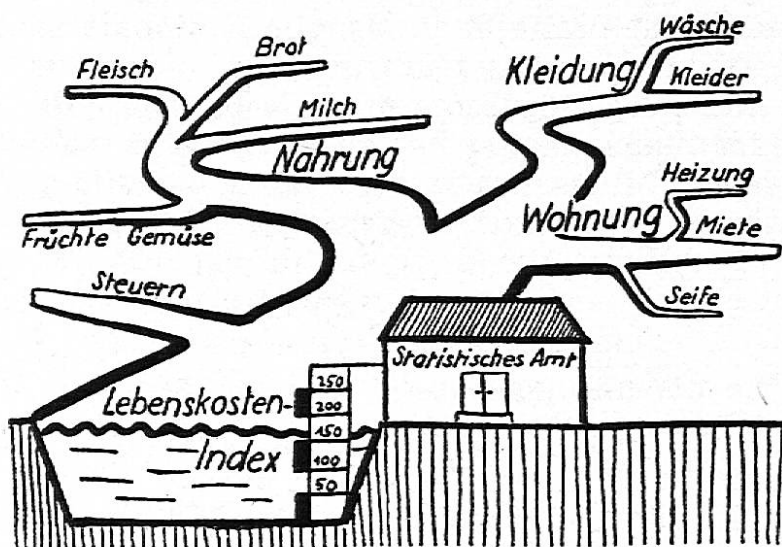 Fleisch
Brot
Milch
Nahrung
Früchte Gemüse
Steuern
Kleidung
Wäsche
Kleider
Wohnung
Heizung
Miete
Seife
Statistisches Amt
Lebenskosten-
Index
250
200
150
100
50